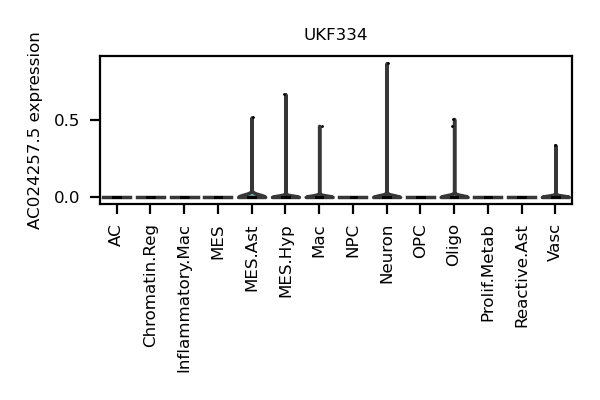 UKF334
AC024257.5 expression
0.5
0.0
AC
Chromatin.Reg
Inflammatory.Mac
MES
MES.Ast
MES.Hyp
Mac
NPC
Neuron
OPC
Oligo
Prolif.Metab
Reactive.Ast
Vasc